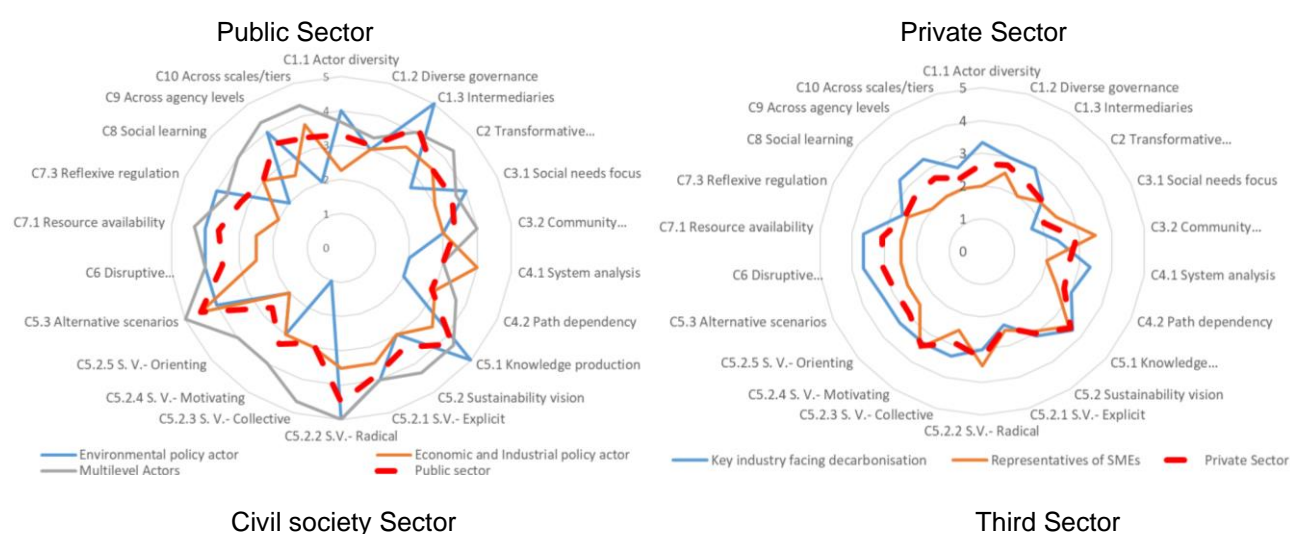 Public Sector
C1.1 Actor diversity
C10 Across scales/tiers
C1.2 Diverse governance
C9 Across agency levels
C1.3 Intermediaries
C8 Social learning
C2 Transformative...
C7.3 Reflexive regulation
C3.1 Social needs focus
C7.1 Resource availability
C3.2 Community...
C6 Disruptive...
C4.1 System analysis
C5.3 Alternative scenarios
C4.2 Path dependency
C5.2.5 S. V.- Orienting
C5.1 Knowledge production
C5.2.4 S. V.- Motivating
C5.2 Sustainability vision
C5.2.3 S. V.- Collective
C5.2.1 S.V.- Explicit
C5.2.2 S.V.- Radical
5
4
3
2
1
0
Environmental policy actor
Economic and Industrial policy actor
Multilevel Actors
Public sector
Private Sector
C1.1 Actor diversity
C10 Across scales/tiers
C1.2 Diverse governance
C9 Across agency levels
C1.3 Intermediaries
C8 Social learning
C2 Transformative...
C7.3 Reflexive regulation
C3.1 Social needs focus
C7.1 Resource availability
C3.2 Community...
C6 Disruptive...
C4.1 System analysis
C5.3 Alternative scenarios
C4.2 Path dependency
C5.2.5 S. V.- Orienting
C5.1 Knowledge...
C5.2.4 S. V.- Motivating
C5.2 Sustainability vision
C5.2.3 S. V.- Collective
C5.2.1 S.V.- Explicit
C5.2.2 S.V.- Radical
5
4
3
2
1
0
Key industry facing decarbonisation
Representatives of SMEs
Private Sector
Civil society Sector
Third Sector